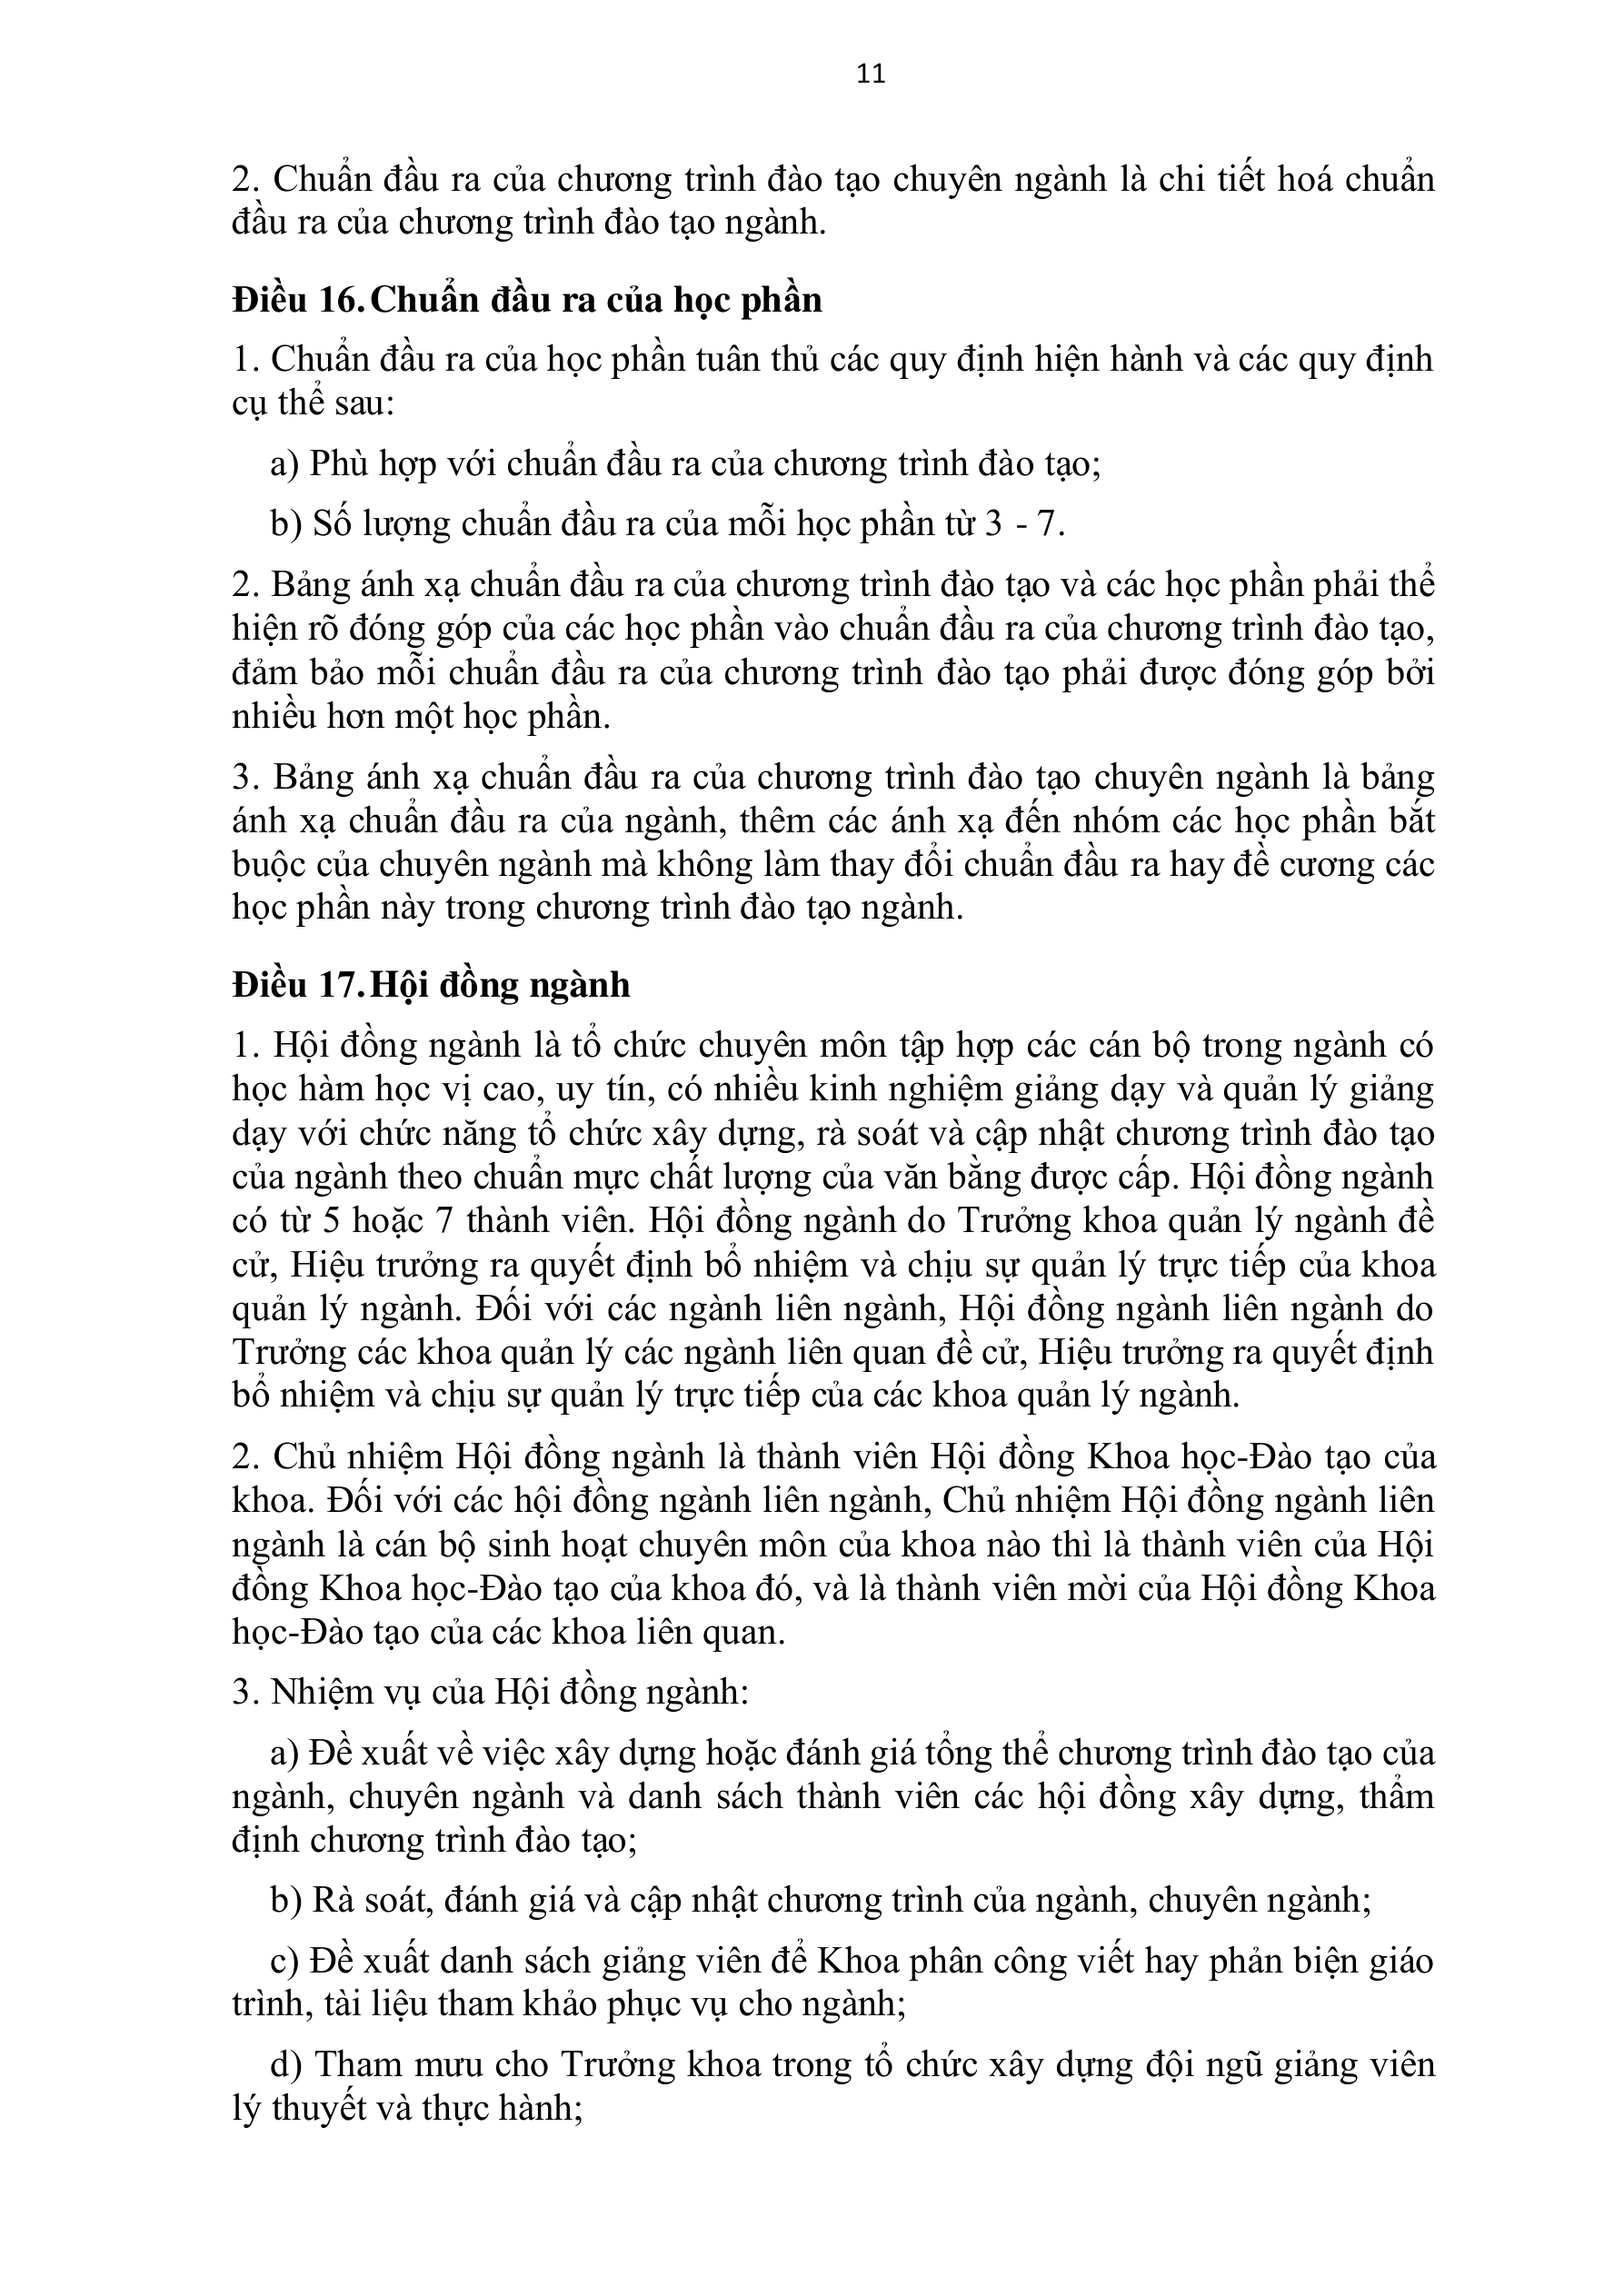 11
2. Chuẩn đầu ra của chương trình đào tạo chuyên ngành là chi tiết hoá chuẩn
đầu ra của chương trình đào tạo ngành.
Điều 16. Chuẩn đầu ra của học phần
1. Chuẩn đầu ra của học phần tuân thủ các quy định hiện hành và các quy định
cụ thể sau:
a) Phù hợp với chuẩn đầu ra của chương trình đào tạo;
b) Số lượng chuẩn đầu ra của mỗi học phần từ 3 - 7.
2. Bảng ánh xạ chuẩn đầu ra của chương trình đào tạo và các học phần phải thể
hiện rõ đóng góp của các học phần vào chuẩn đầu ra của chương trình đào tạo,
đảm bảo mỗi chuẩn đầu ra của chương trình đào tạo phải được đóng góp bởi
nhiều hơn một học phần.
3. Bảng ánh xạ chuẩn đầu ra của chương trình đào tạo chuyên ngành là bảng
ánh xạ chuẩn đầu ra của ngành, thêm các ánh xạ đến nhóm các học phần bắt
buộc của chuyên ngành mà không làm thay đổi chuẩn đầu ra hay đề cương các
học phần này trong chương trình đào tạo ngành.
Điều 17. Hội đồng ngành
1. Hội đồng ngành là tổ chức chuyên môn tập hợp các cán bộ trong ngành có
học hàm học vị cao, uy tín, có nhiều kinh nghiệm giảng dạy và quản lý giảng
dạy với chức năng tổ chức xây dựng, rà soát và cập nhật chương trình đào tạo
của ngành theo chuẩn mực chất lượng của văn bằng được cấp. Hội đồng ngành
có từ 5 hoặc 7 thành viên. Hội đồng ngành do Trưởng khoa quản lý ngành đề
cử, Hiệu trưởng ra quyết định bổ nhiệm và chịu sự quản lý trực tiếp của khoa
quản lý ngành. Đối với các ngành liên ngành, Hội đồng ngành liên ngành do
Trưởng các khoa quản lý các ngành liên quan đề cử, Hiệu trưởng ra quyết định
bổ nhiệm và chịu sự quản lý trực tiếp của các khoa quản lý ngành.
2. Chủ nhiệm Hội đồng ngành là thành viên Hội đồng Khoa học-Đào tạo của
khoa. Đối với các hội đồng ngành liên ngành, Chủ nhiệm Hội đồng ngành liên
ngành là cán bộ sinh hoạt chuyên môn của khoa nào thì là thành viên của Hội
đồng Khoa học-Đào tạo của khoa đó, và là thành viên mời của Hội đồng Khoa
học-Đào tạo của các khoa liên quan.
3. Nhiệm vụ của Hội đồng ngành:
a) Đề xuất về việc xây dựng hoặc đánh giá tổng thể chương trình đào tạo của
ngành, chuyên ngành và danh sách thành viên các hội đồng xây dựng, thẩm
định chương trình đào tạo;
b) Rà soát, đánh giá và cập nhật chương trình của ngành, chuyên ngành;
c) Đề xuất danh sách giảng viên để Khoa phân công viết hay phản biện giáo
trình, tài liệu tham khảo phục vụ cho ngành;
d) Tham mưu cho Trưởng khoa trong tổ chức xây dựng đội ngũ giảng viên
lý thuyết và thực hành;